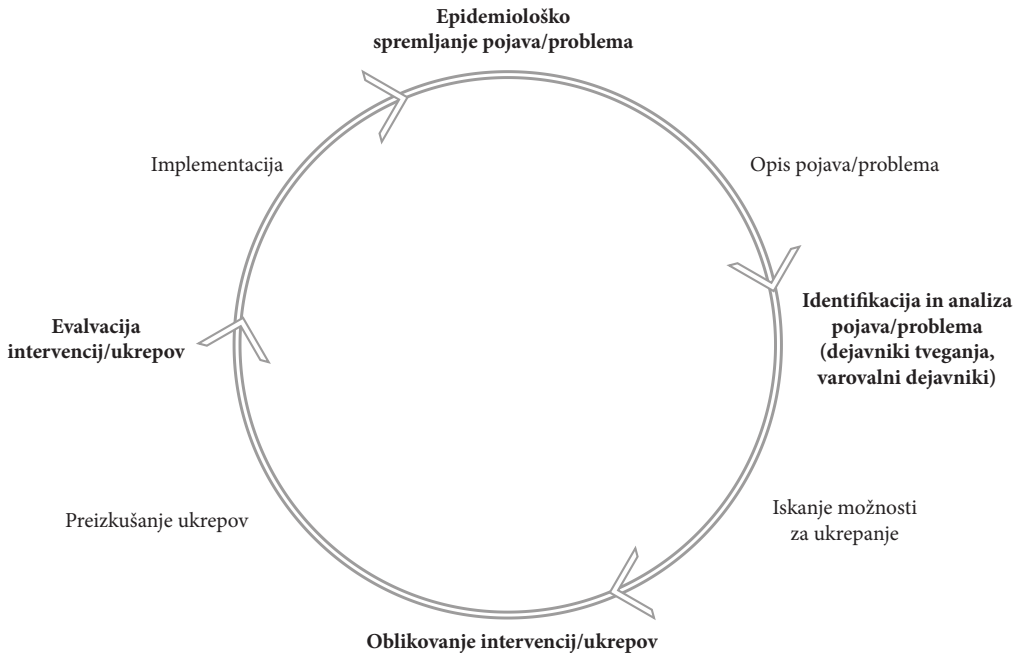 Epidemiološko
spremljanje pojava/problema
Implementacija
Opis pojava/problema
Identifikacija in analiza
pojava/problema
(dejavniki tveganja,
varovalni dejavniki)
Evalvacija
intervencij/ukrepov
Preizkušanje ukrepov
Iskanje možnosti
za ukrepanje
Oblikovanje intervencij/ukrepov